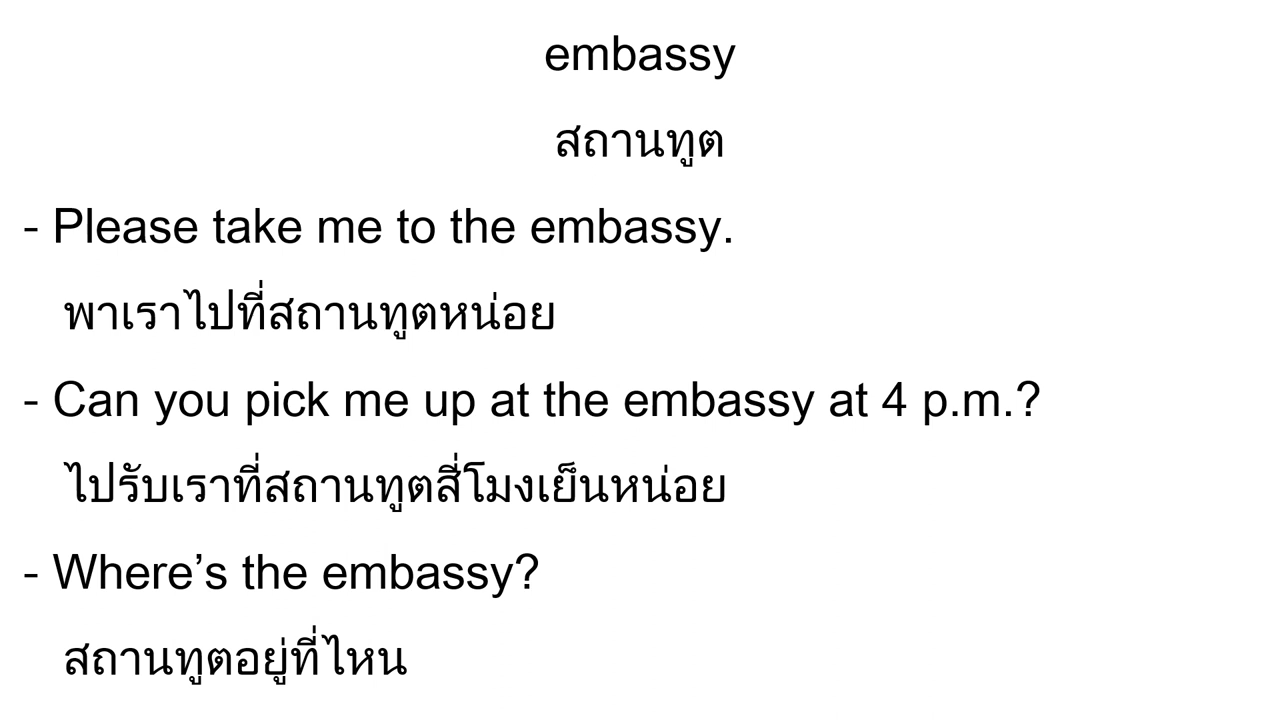 embassy
สถานทูต
- Please take me to the embassy.
พาเราไปที่สถานทูตหน่อย
- Can you pick me up at the embassy at 4 p.m.?
ไปรับเราที่สถานทูตสี่โมงเย็นหน่อย
- Where’s the embassy?
สถานทูตอยู่ที่ไหน